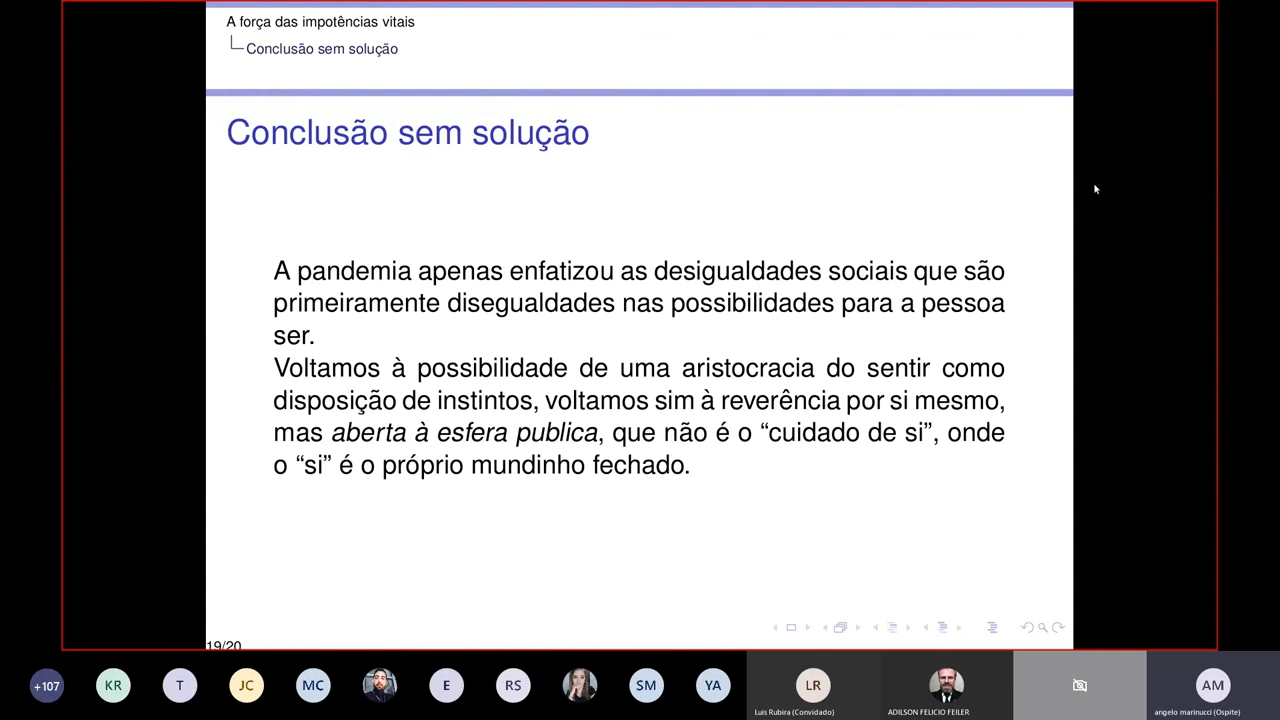 A força das impotências vitais
Conclusão sem solução
Conclusão sem solução
A pandemia apenas enfatizou as desigualdades sociais que são
primeiramente disegualdades nas possibilidades para a pessoa
ser.
Voltamos à possibilidade de uma aristocracia do sentir como
disposição de instintos, voltamos sim à reverência por si mesmo,
mas aberta à esfera publica, que não é o “cuidado de si”, onde
o “si” é o próprio mundinho fechado.
19/20
+107 KR T JC MC E RS SM YA LR AM
Luis Rubira (Convidado) ADILSON FELICIO FEILER angelo marinucci (Ospite)